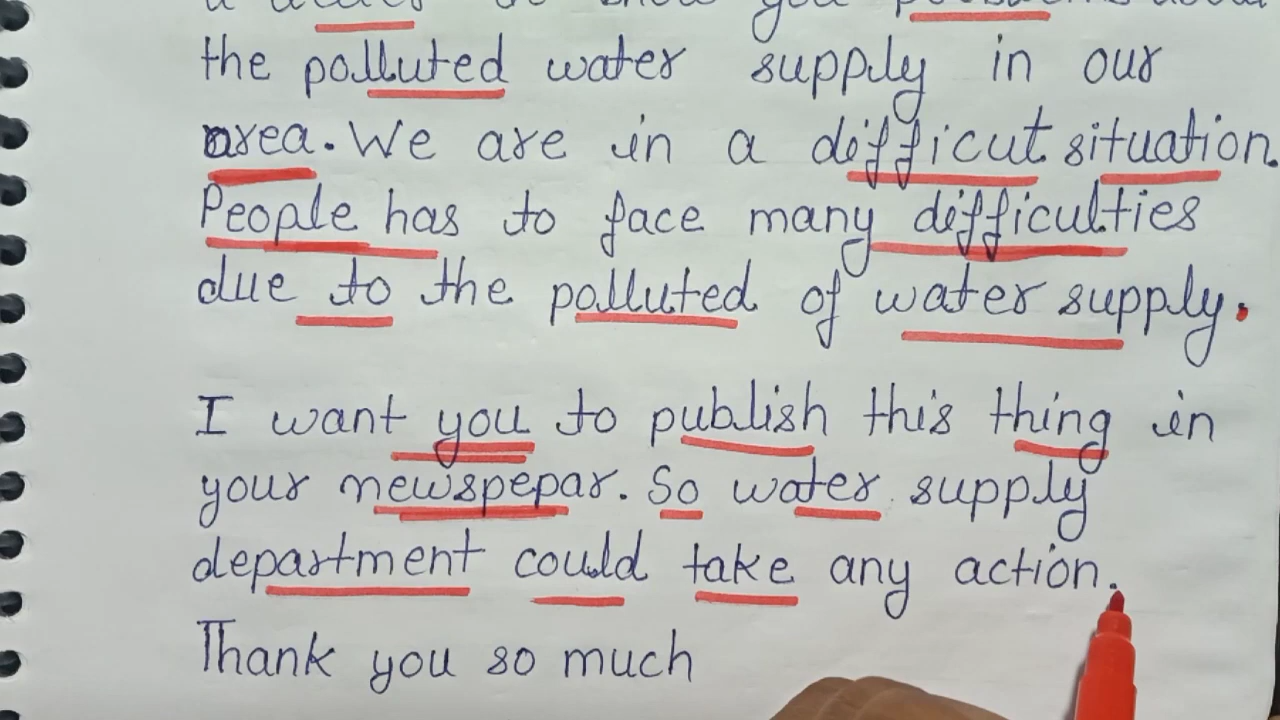 you
the polluted water supply in our
area. We are in a difficut situation.
People has to face many difficulties
due to the polluted of water supply.
I want you to publish this thing in
your newspepar. So water supply
department could take any action.
Thank you so much